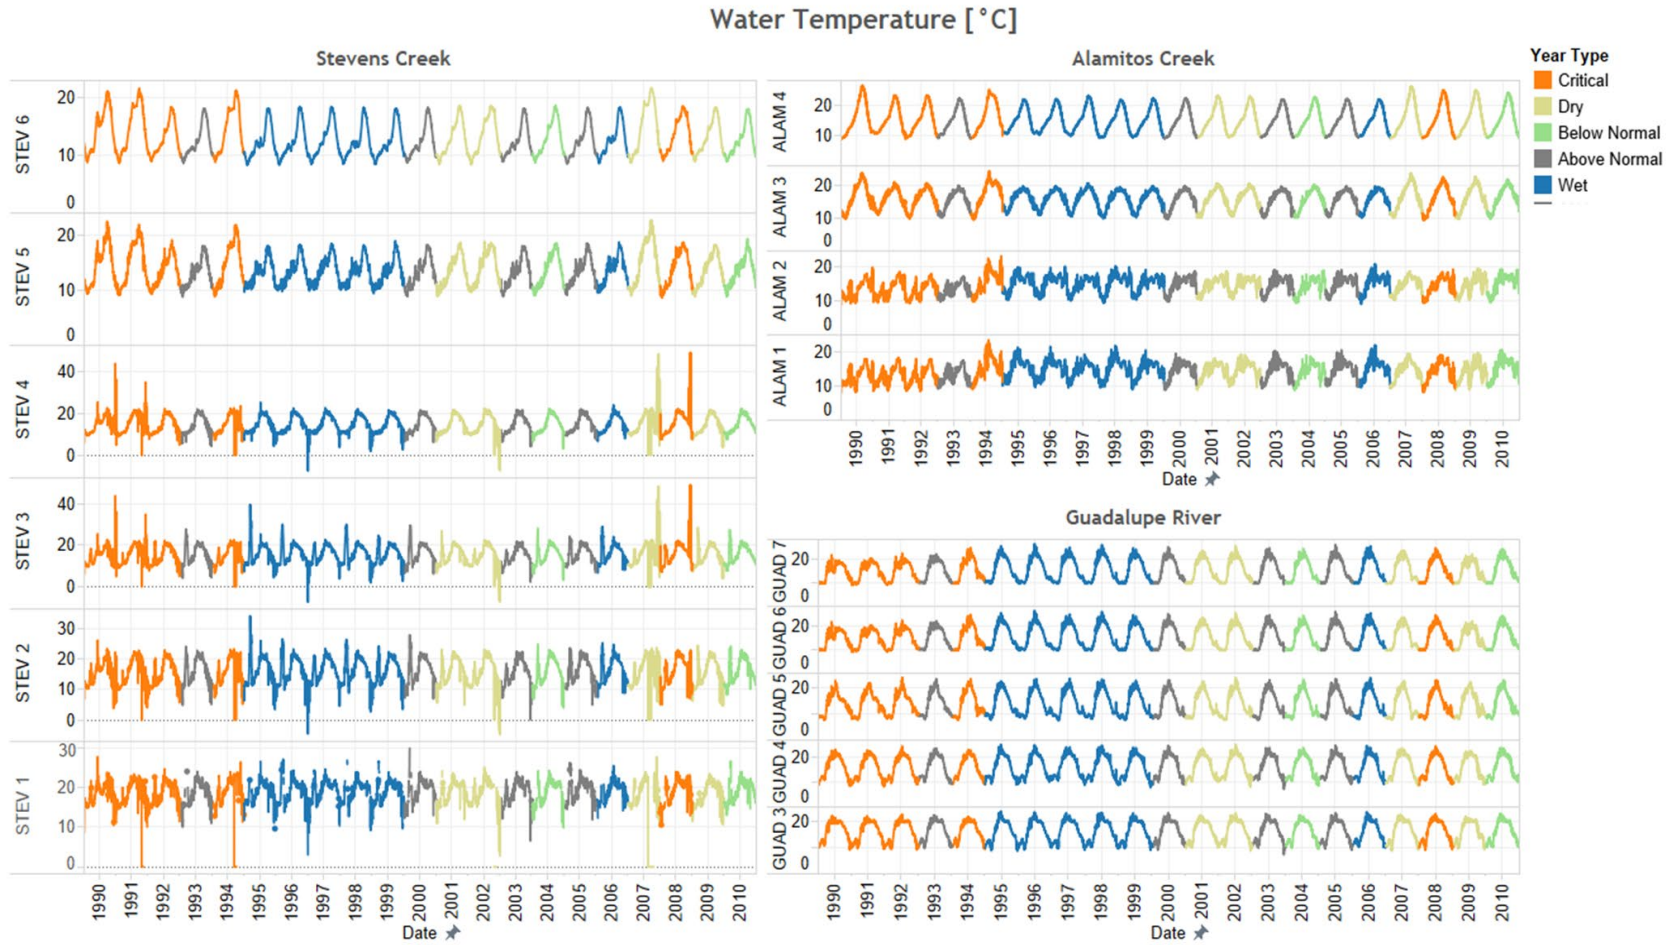 Water Temperature [°C]
Stevens Creek
STEV 6
20
10
0
STEV 5
20
10
0
STEV 4
40
20
0
STEV 3
40
20
0
STEV 2
30
20
10
0
STEV 1
30
20
10
0
1990 1991 1992 1993 1994 1995 1996 1997 1998 1999 2000 2001 2002 2003 2004 2005 2006 2007 2008 2009 2010
Date
Alamitos Creek
ALAM 4
20
10
ALAM 3
20
10
0
ALAM 2
20
10
0
ALAM 1
20
10
0
1990 1991 1992 1993 1994 1995 1996 1997 1998 1999 2000 2001 2002 2003 2004 2005 2006 2007 2008 2009 2010
Date
Guadalupe River
GUAD 7
20
0
GUAD 6
20
0
GUAD 5
20
0
GUAD 4
20
0
GUAD 3
20
0
1990 1991 1992 1993 1994 1995 1996 1997 1998 1999 2000 2001 2002 2003 2004 2005 2006 2007 2008 2009 2010
Date
Year Type
Critical
Dry
Below Normal
Above Normal
Wet